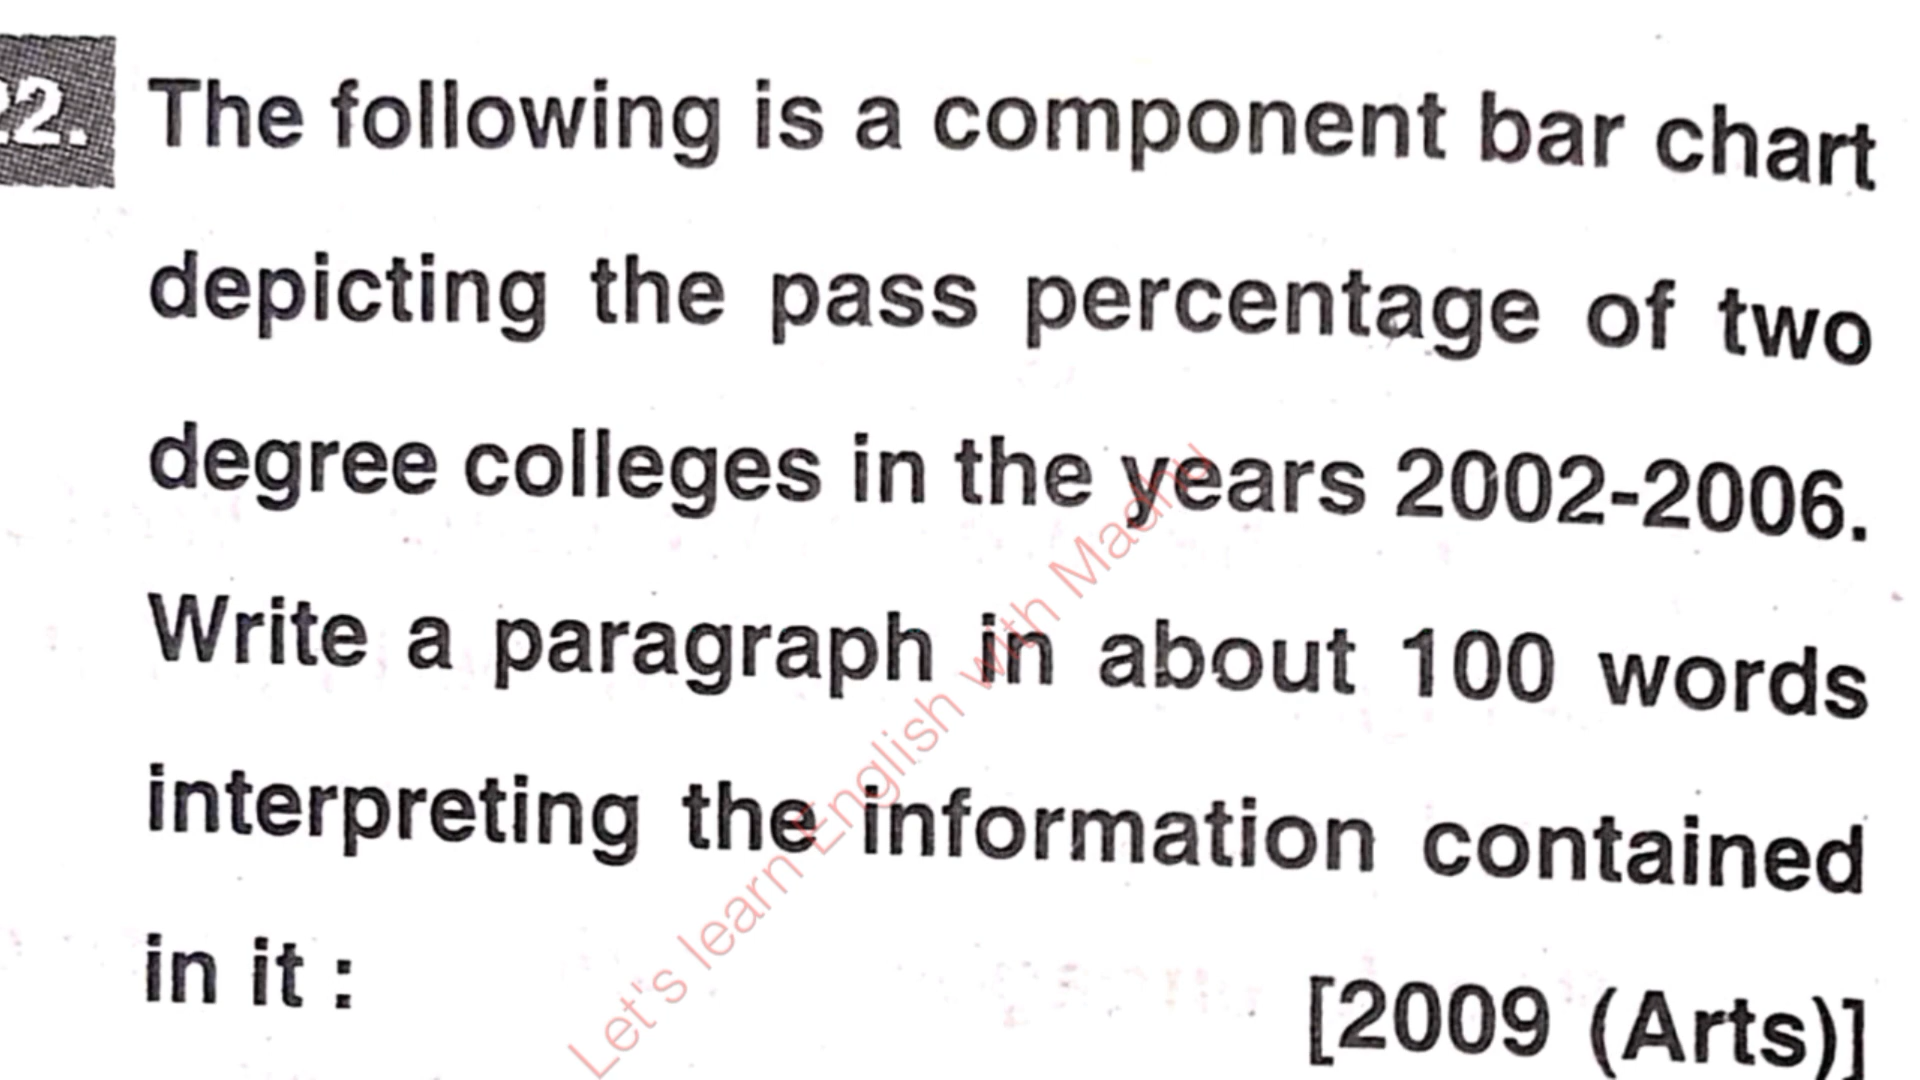 22. The following is a component bar chart
depicting the pass percentage of two
degree colleges in the years 2002-2006.
Write a paragraph in about 100 words
interpreting the information contained
in it :
[2009 (Arts)]
Let's learn English with Madhu